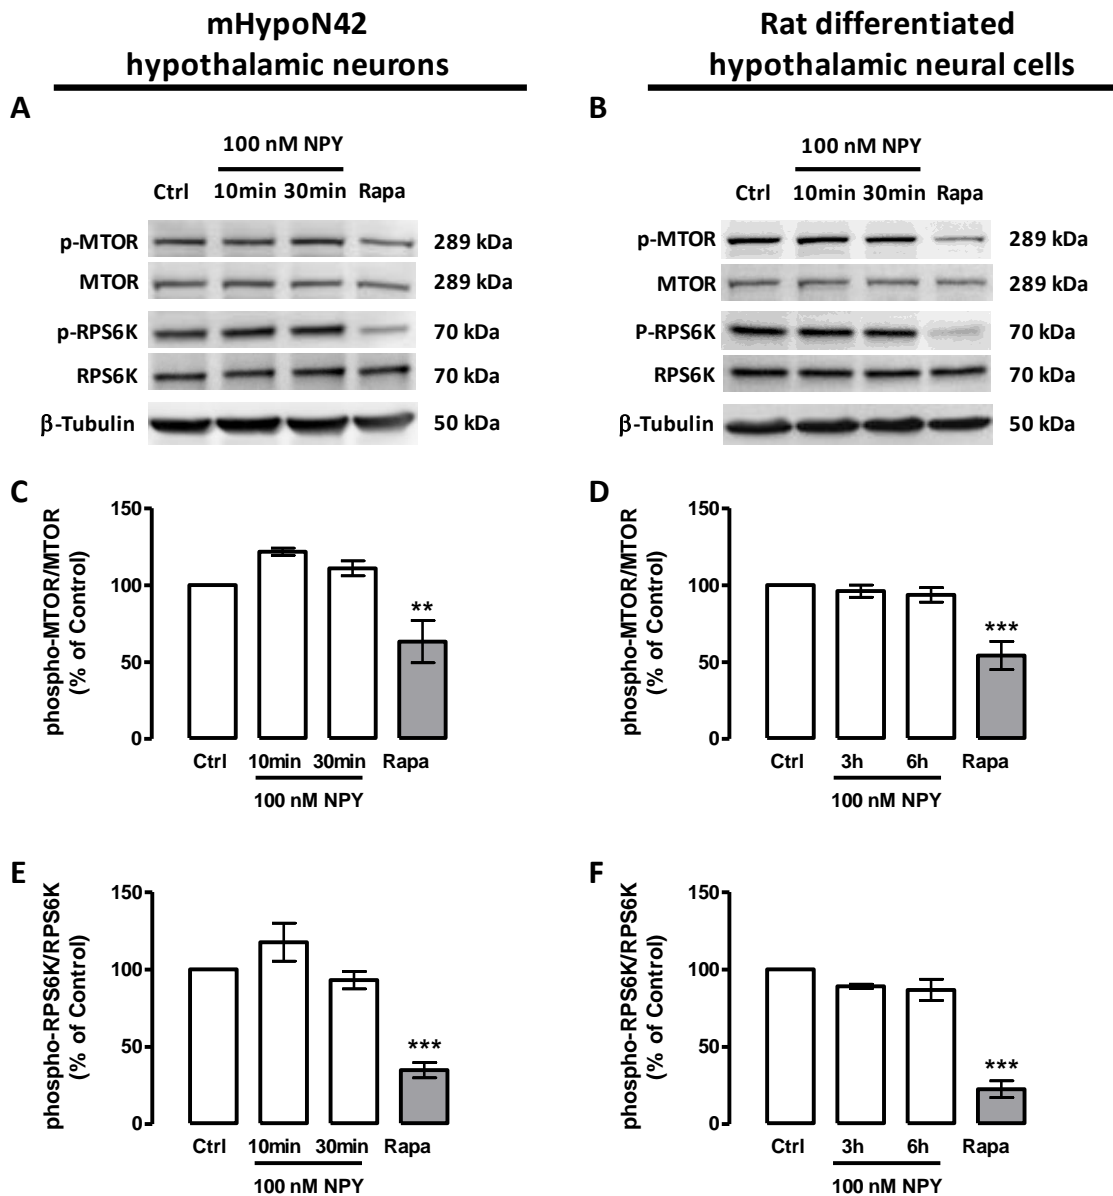 mHypoN42
hypothalamic neurons
Rat differentiated
hypothalamic neural cells
A
100 nM NPY
Ctrl 10min 30min Rapa
p-MTOR 289 kDa
MTOR 289 kDa
p-RPS6K 70 kDa
RPS6K 70 kDa
β-Tubulin 50 kDa
B
100 nM NPY
Ctrl 10min 30min Rapa
p-MTOR 289 kDa
MTOR 289 kDa
P-RPS6K 70 kDa
RPS6K 70 kDa
β-Tubulin 50 kDa
C
phospho-MTOR/MTOR
(% of Control)
150
100
50
0
**
Ctrl 10min 30min Rapa
100 nM NPY
D
phospho-MTOR/MTOR
(% of Control)
150
100
50
0
***
Ctrl 3h 6h Rapa
100 nM NPY
E
phospho-RPS6K/RPS6K
(% of Control)
150
100
50
0
***
Ctrl 10min 30min Rapa
100 nM NPY
F
phospho-RPS6K/RPS6K
(% of Control)
150
100
50
0
***
Ctrl 3h 6h Rapa
100 nM NPY